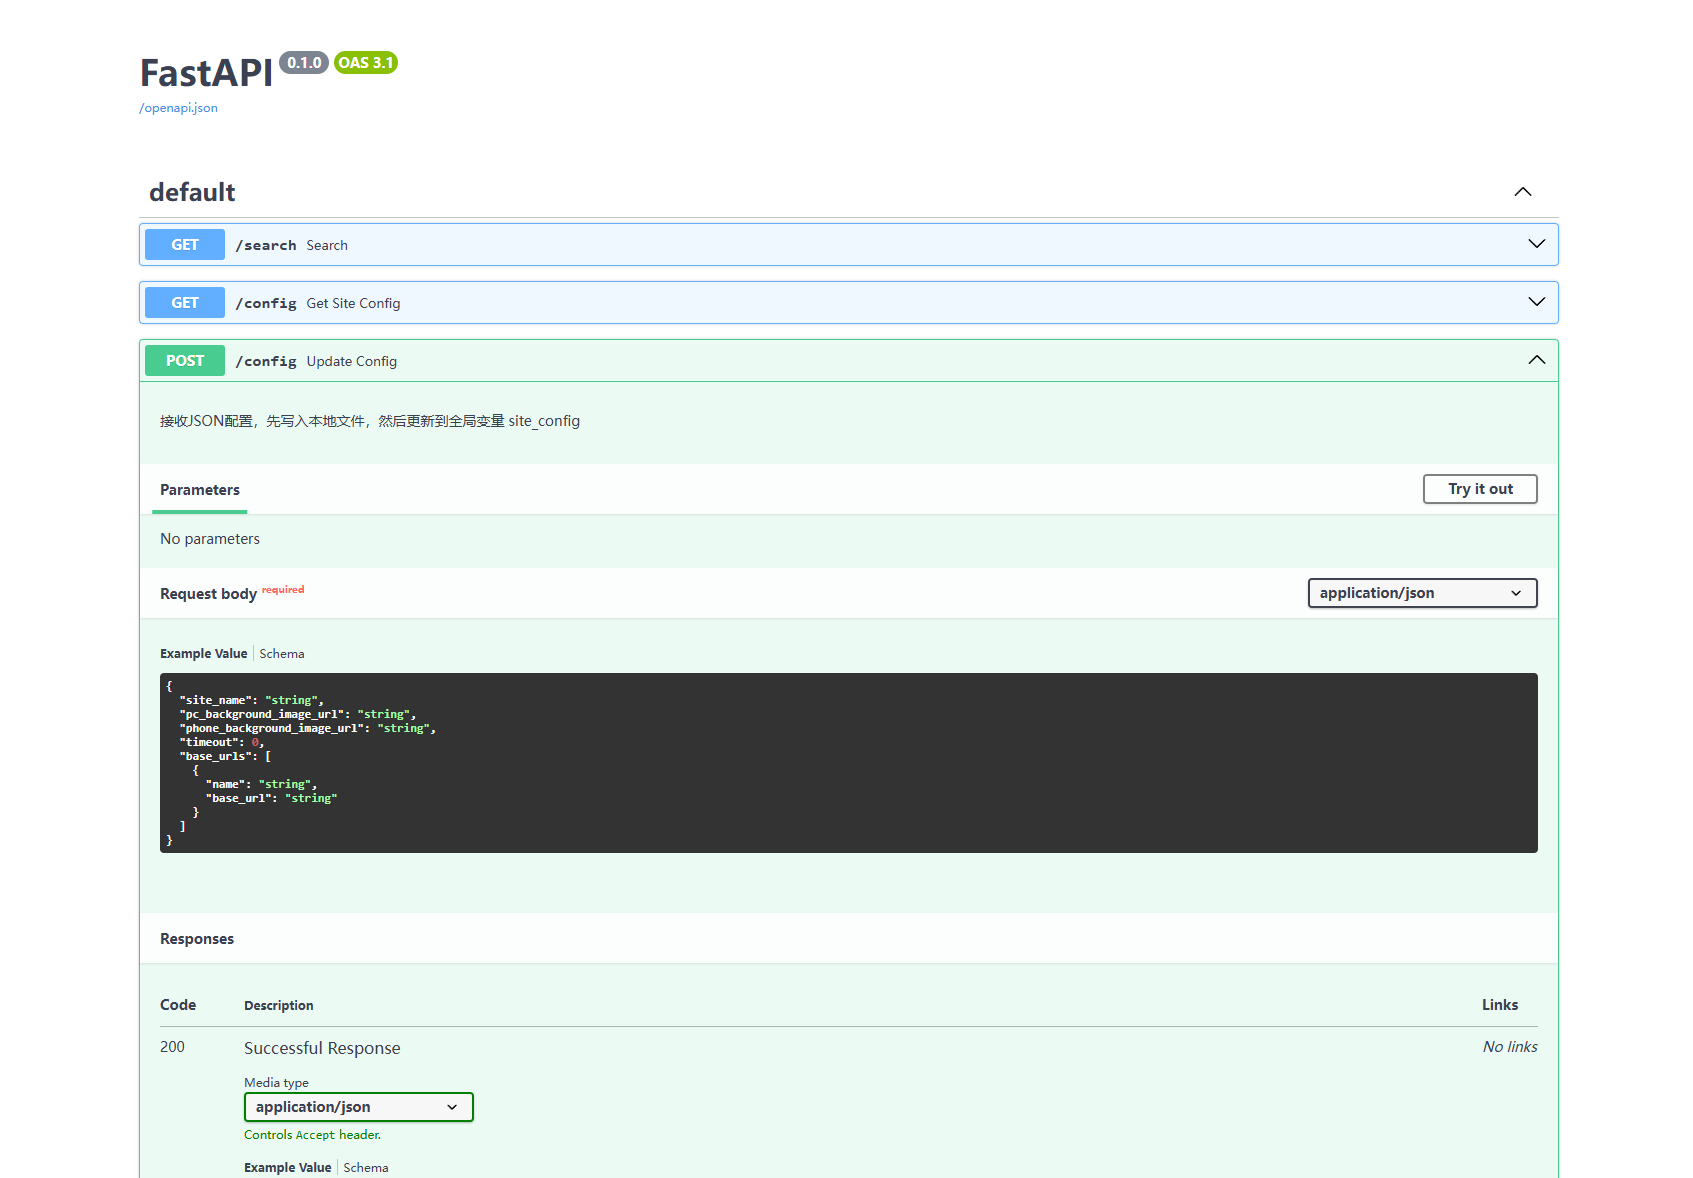 FastAPI 0.1.0 OAS 3.1
/openapi.json
default
GET /search Search
GET /config Get Site Config
POST /config Update Config
接收JSON配置，先写入本地文件，然后更新到全局变量 site_config
Parameters Try it out
No parameters
Request body required application/json
Example Value Schema
{
"site_name": "string",
"pc_background_image_url": "string",
"phone_background_image_url": "string",
"timeout": 0,
"base_urls": [
{
"name": "string",
"base_url": "string"
}
]
}
Responses
Code Description Links
200 Successful Response No links
Media type
application/json
Controls Accept header.
Example Value Schema